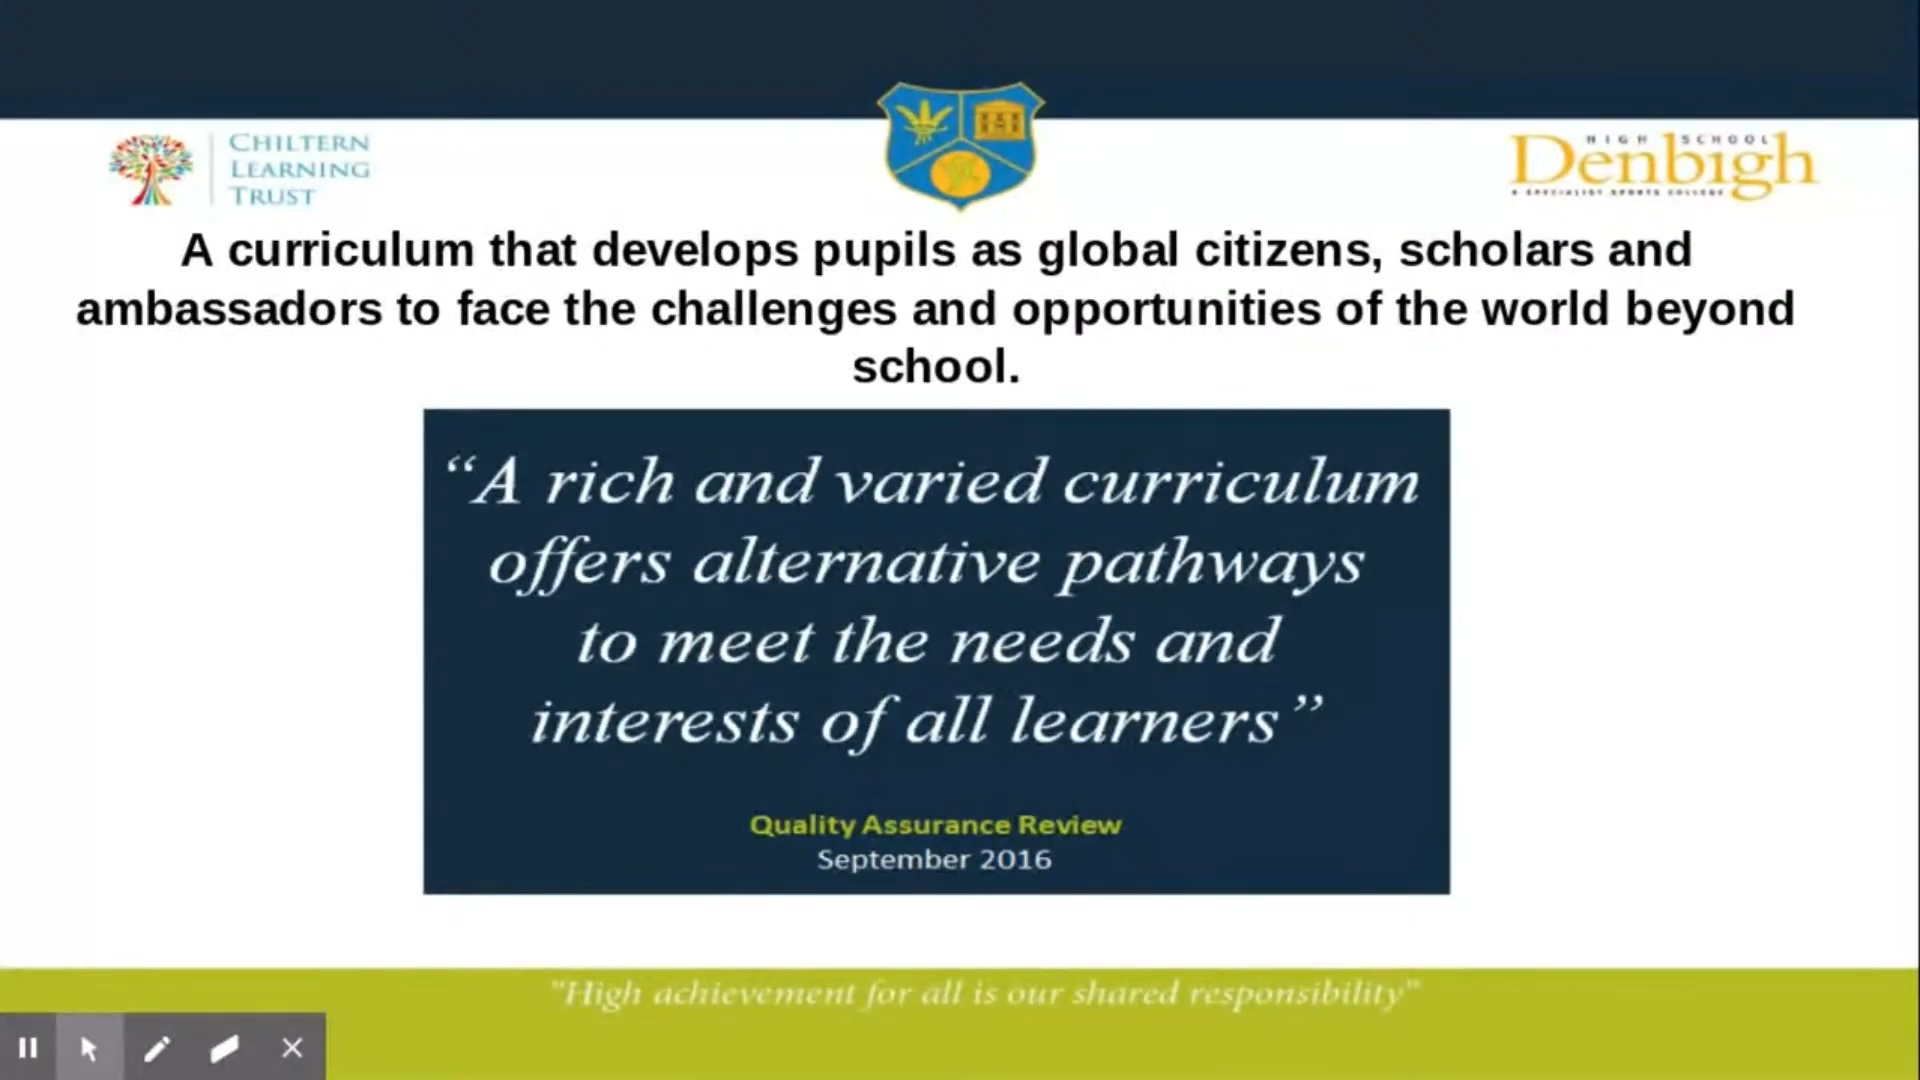 CHILTERN
LEARNING
TRUST
HIGH SCHOOL
Denbigh
A SPECIALIST SPORTS COLLEGE
A curriculum that develops pupils as global citizens, scholars and
ambassadors to face the challenges and opportunities of the world beyond
school.
“A rich and varied curriculum
offers alternative pathways
to meet the needs and
interests of all learners”
Quality Assurance Review
September 2016
"High achievement for all is our shared responsibility"